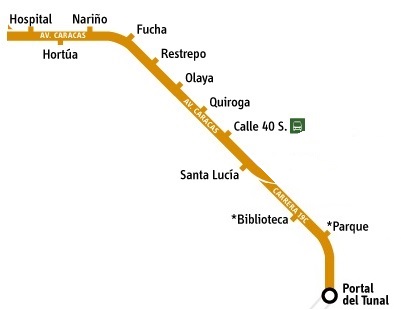 Hospital
Nariño
AV. CARACAS
Hortúa
Fucha
Restrepo
Olaya
Quiroga
AV. CARACAS
Calle 40 S.
Santa Lucía
CARRERA 19C
*Biblioteca
*Parque
Portal
del Tunal